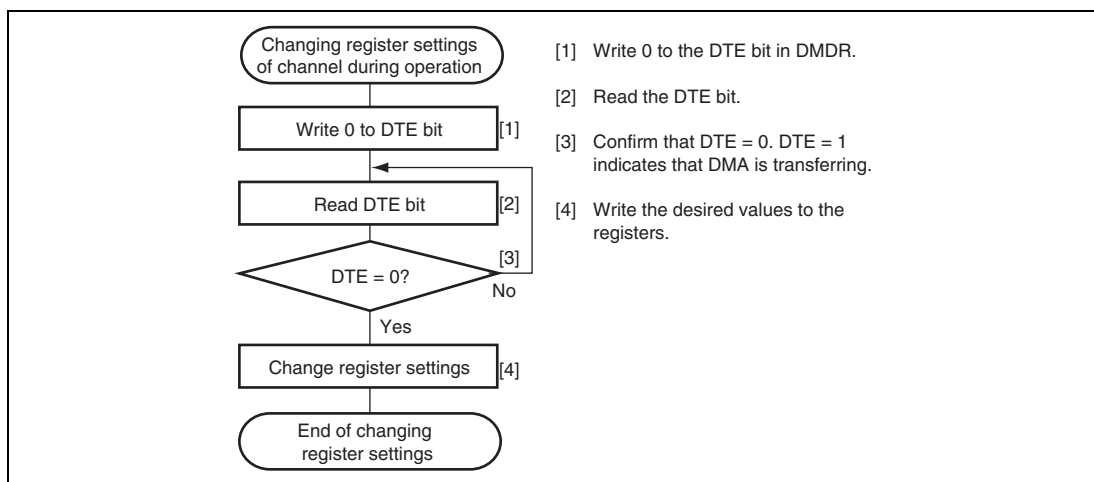 Changing register settings
of channel during operation
Write 0 to DTE bit
[1]
Read DTE bit
[2]
DTE = 0?
[3]
No
Yes
Change register settings
[4]
End of changing
register settings
[1] Write 0 to the DTE bit in DMDR.
[2] Read the DTE bit.
[3] Confirm that DTE = 0. DTE = 1
indicates that DMA is transferring.
[4] Write the desired values to the
registers.